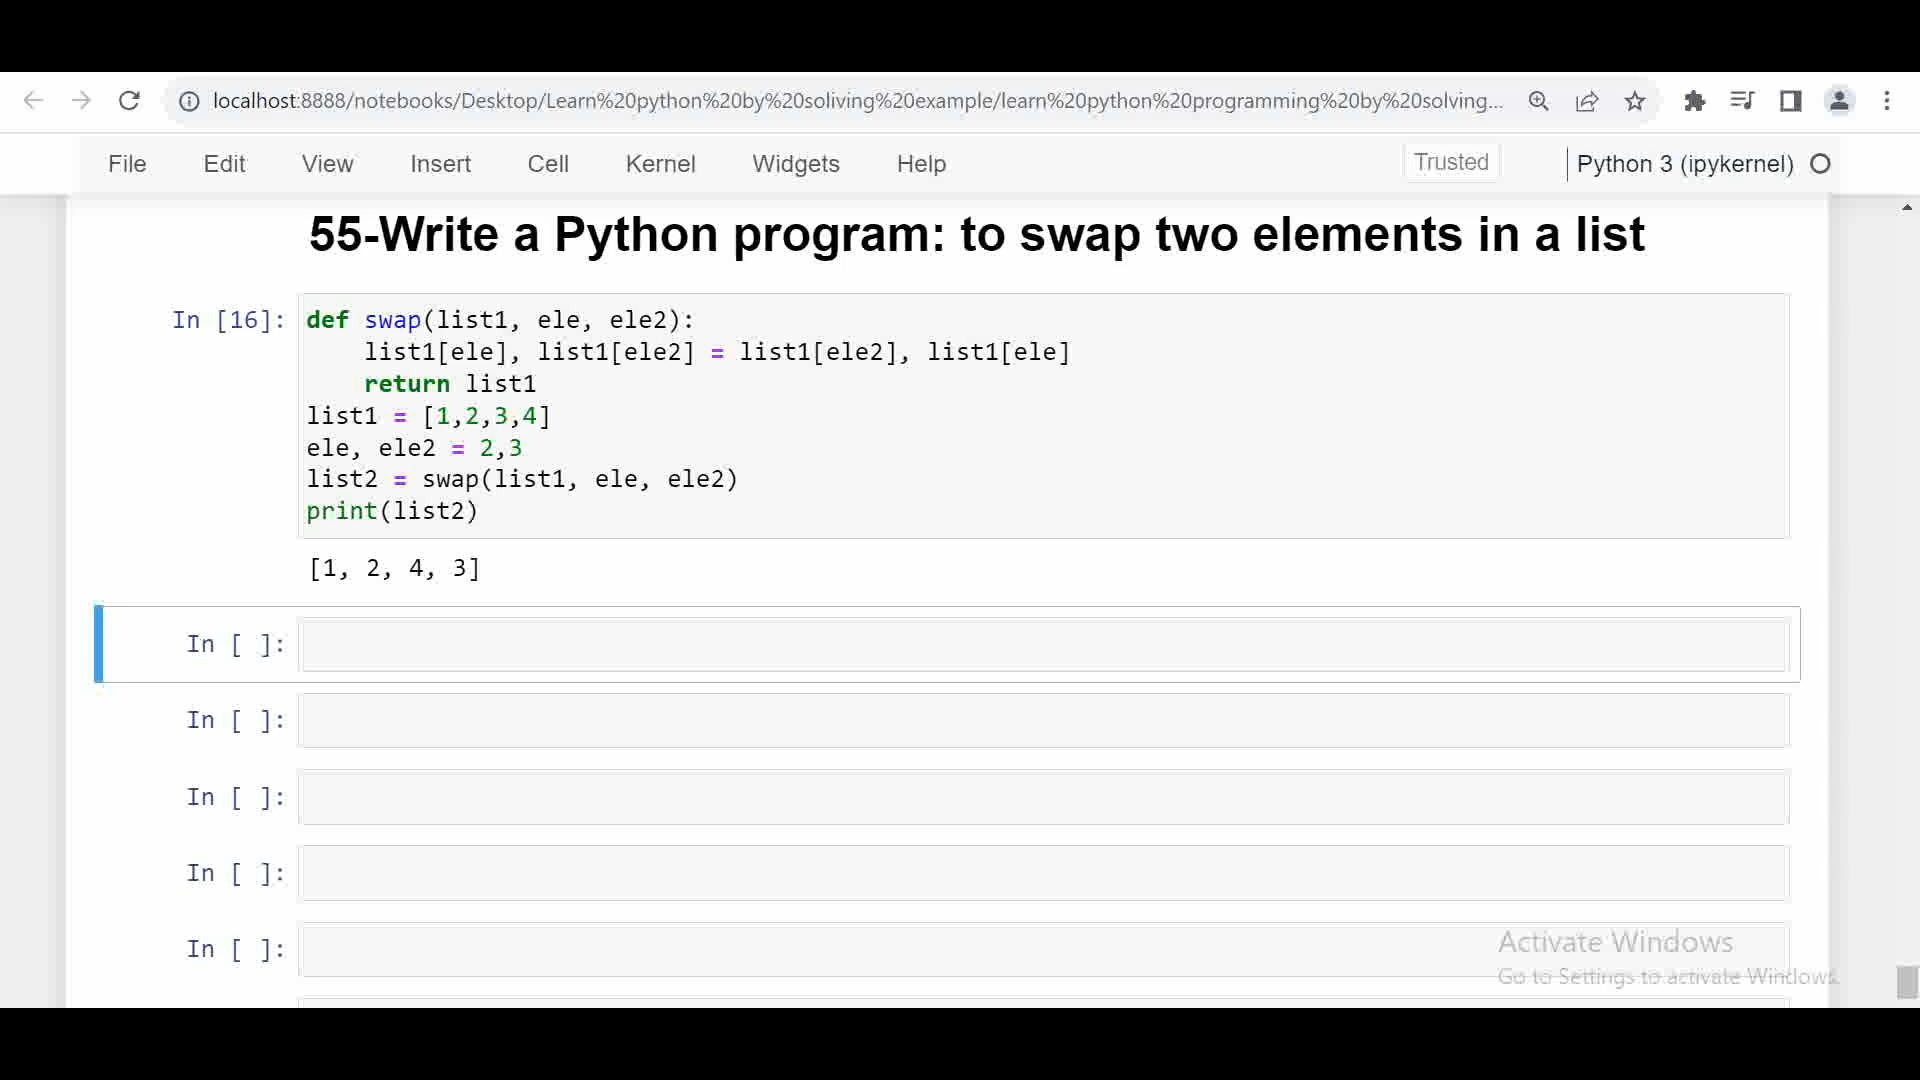 localhost:8888/notebooks/Desktop/Learn%20python%20by%20soliving%20example/learn%20python%20programming%20by%20solving...
File Edit View Insert Cell Kernel Widgets Help Trusted Python 3 (ipykernel)
55-Write a Python program: to swap two elements in a list
In [16]: def swap(list1, ele, ele2):
    list1[ele], list1[ele2] = list1[ele2], list1[ele]
    return list1
list1 = [1,2,3,4]
ele, ele2 = 2,3
list2 = swap(list1, ele, ele2)
print(list2)
[1, 2, 4, 3]
In [ ]:
In [ ]:
In [ ]:
In [ ]:
In [ ]:
Activate Windows
Go to Settings to activate Windows.